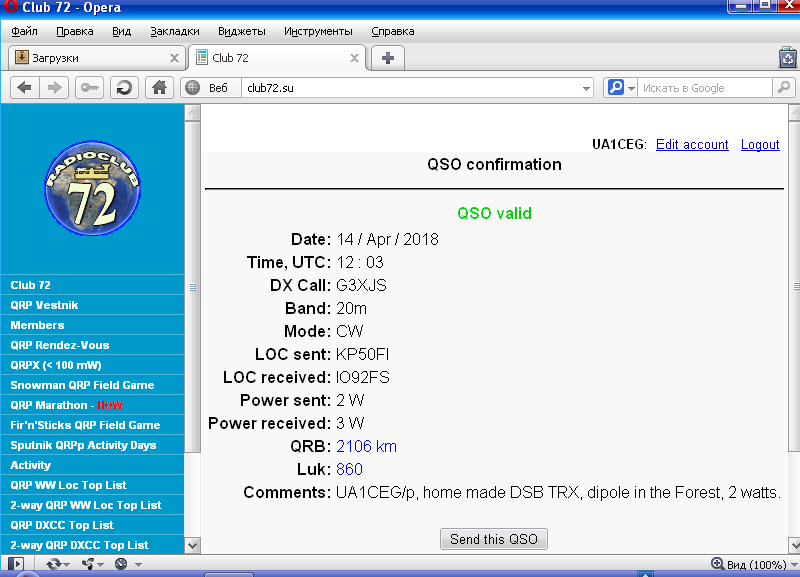 Club 72 - Opera
Файл Правка Вид Закладки Виджеты Инструменты Справка
Загрузки Club 72
Веб club72.su Искать в Google
RADIOCLUB
72
UA1CEG: Edit account Logout
QSO confirmation
QSO valid
Date: 14 / Apr / 2018
Time, UTC: 12 : 03
DX Call: G3XJS
Band: 20m
Mode: CW
LOC sent: KP50FI
LOC received: IO92FS
Power sent: 2 W
Power received: 3 W
QRB: 2106 km
Luk: 860
Comments: UA1CEG/p, home made DSB TRX, dipole in the Forest, 2 watts.
Send this QSO
Club 72
QRP Vestnik
Members
QRP Rendez-Vous
QRPX (< 100 mW)
Snowman QRP Field Game
QRP Marathon - NOW
Fir'n'Sticks QRP Field Game
Sputnik QRPp Activity Days
Activity
QRP WW Loc Top List
2-way QRP WW Loc Top List
QRP DXCC Top List
2-way QRP DXCC Top List
Вид (100%)